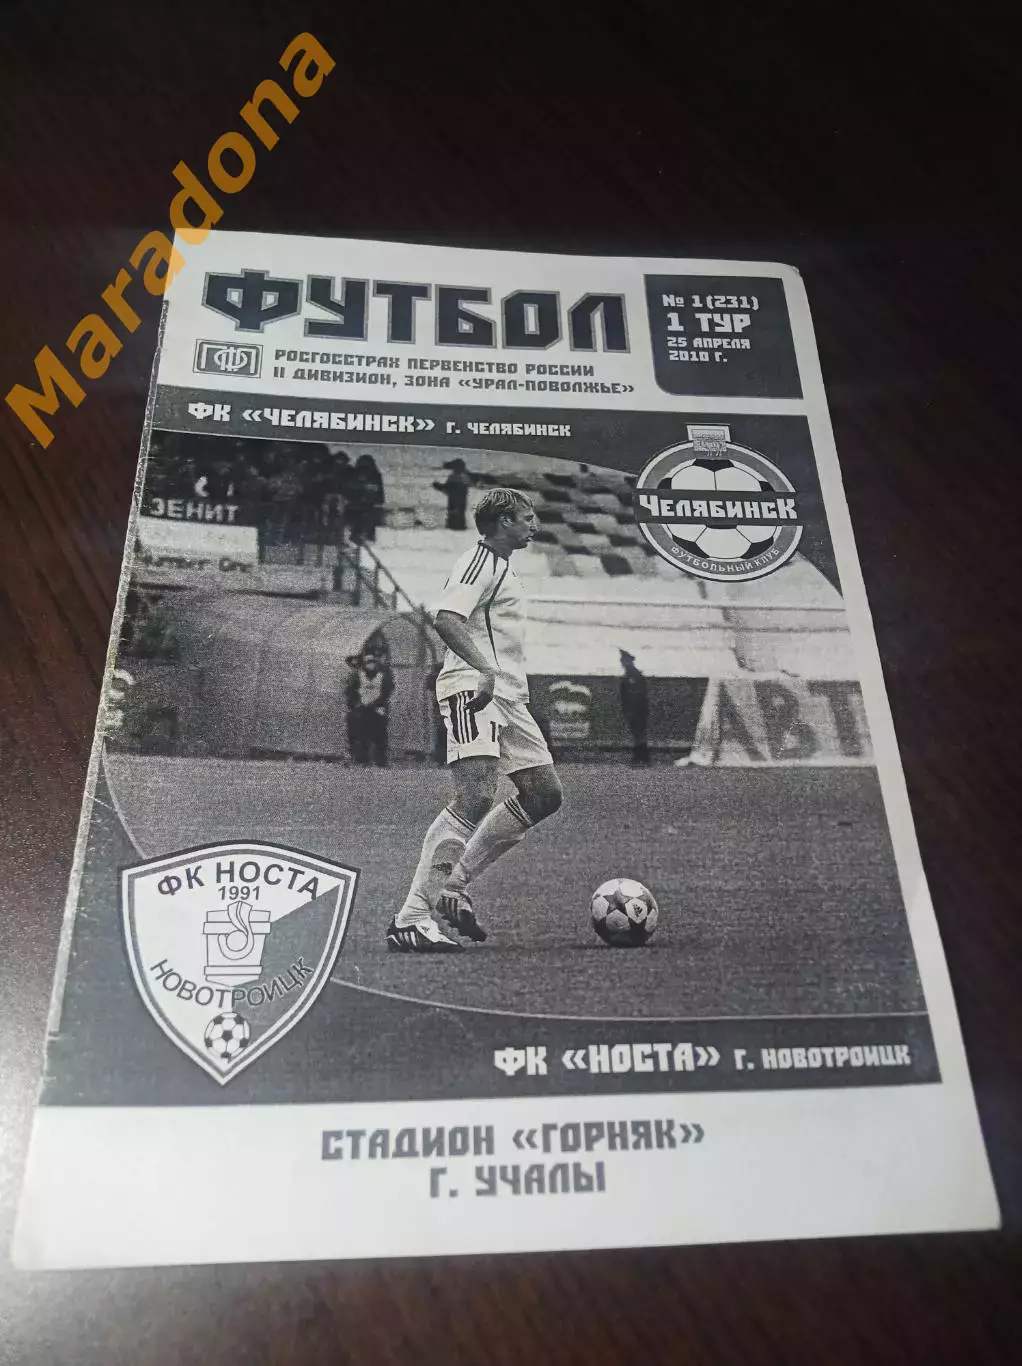 Maradona
ФУТБОЛ
№ 1 (231)
1 ТУР
25 АПРЕЛЯ
2010 Г.
РОСГОССТРАХ ПЕРВЕНСТВО РОССИИ
II ДИВИЗИОН, ЗОНА «УРАЛ-ПОВОЛЖЬЕ»
ФК «ЧЕЛЯБИНСК» Г. ЧЕЛЯБИНСК
ЧЕЛЯБИНСК
ФУТБОЛЬНЫЙ КЛУБ
ЗЕНИТ
АВТ
ФК НОСТА
1991
НОВОТРОИЦК
ФК «НОСТА» Г. НОВОТРОИЦК
СТАДИОН «ГОРНЯК»
Г. УЧАЛЫ